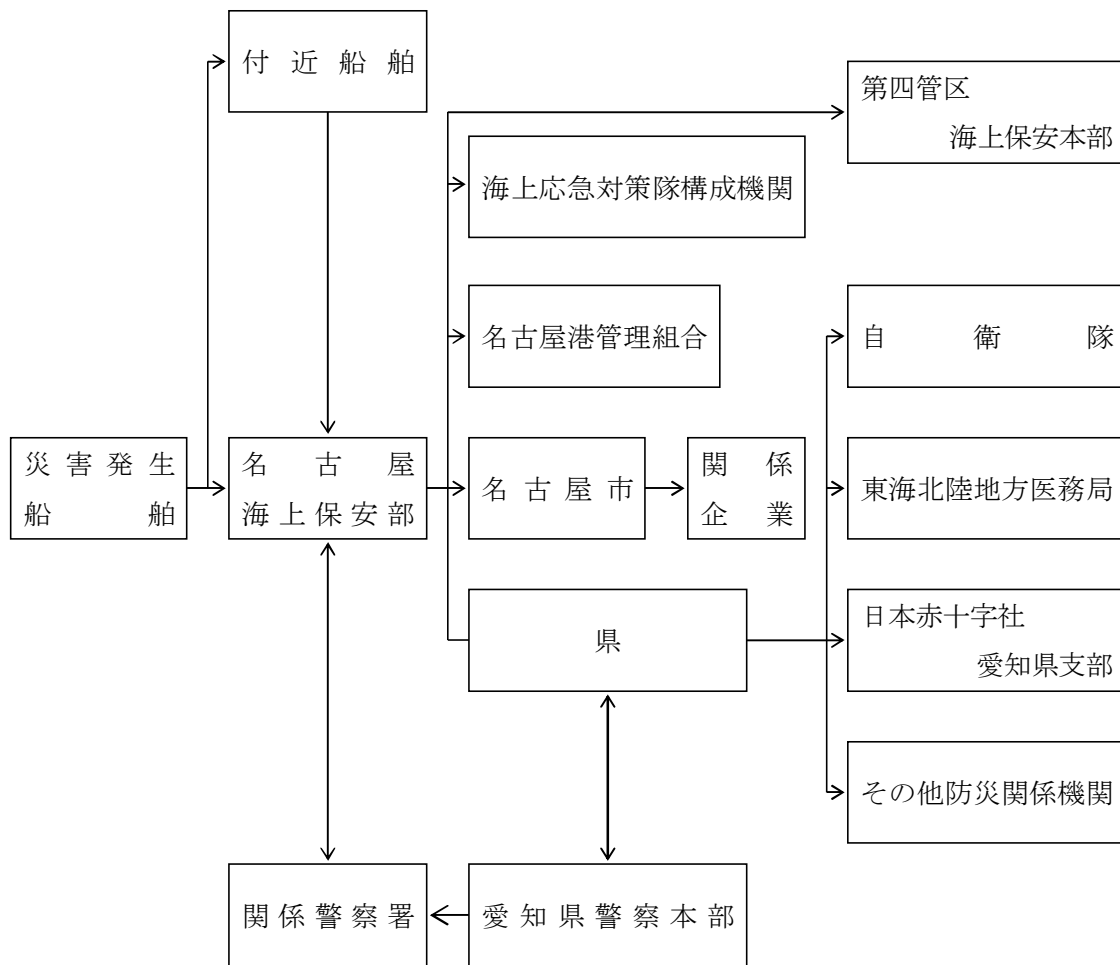 付近船舶
第四管区
海上保安本部
海上応急対策隊構成機関
名古屋港管理組合
自衛隊
災害発生
船舶
名古屋
海上保安部
名古屋市
関係
企業
東海北陸地方医務局
県
日本赤十字社
愛知県支部
その他防災関係機関
関係警察署
愛知県警察本部